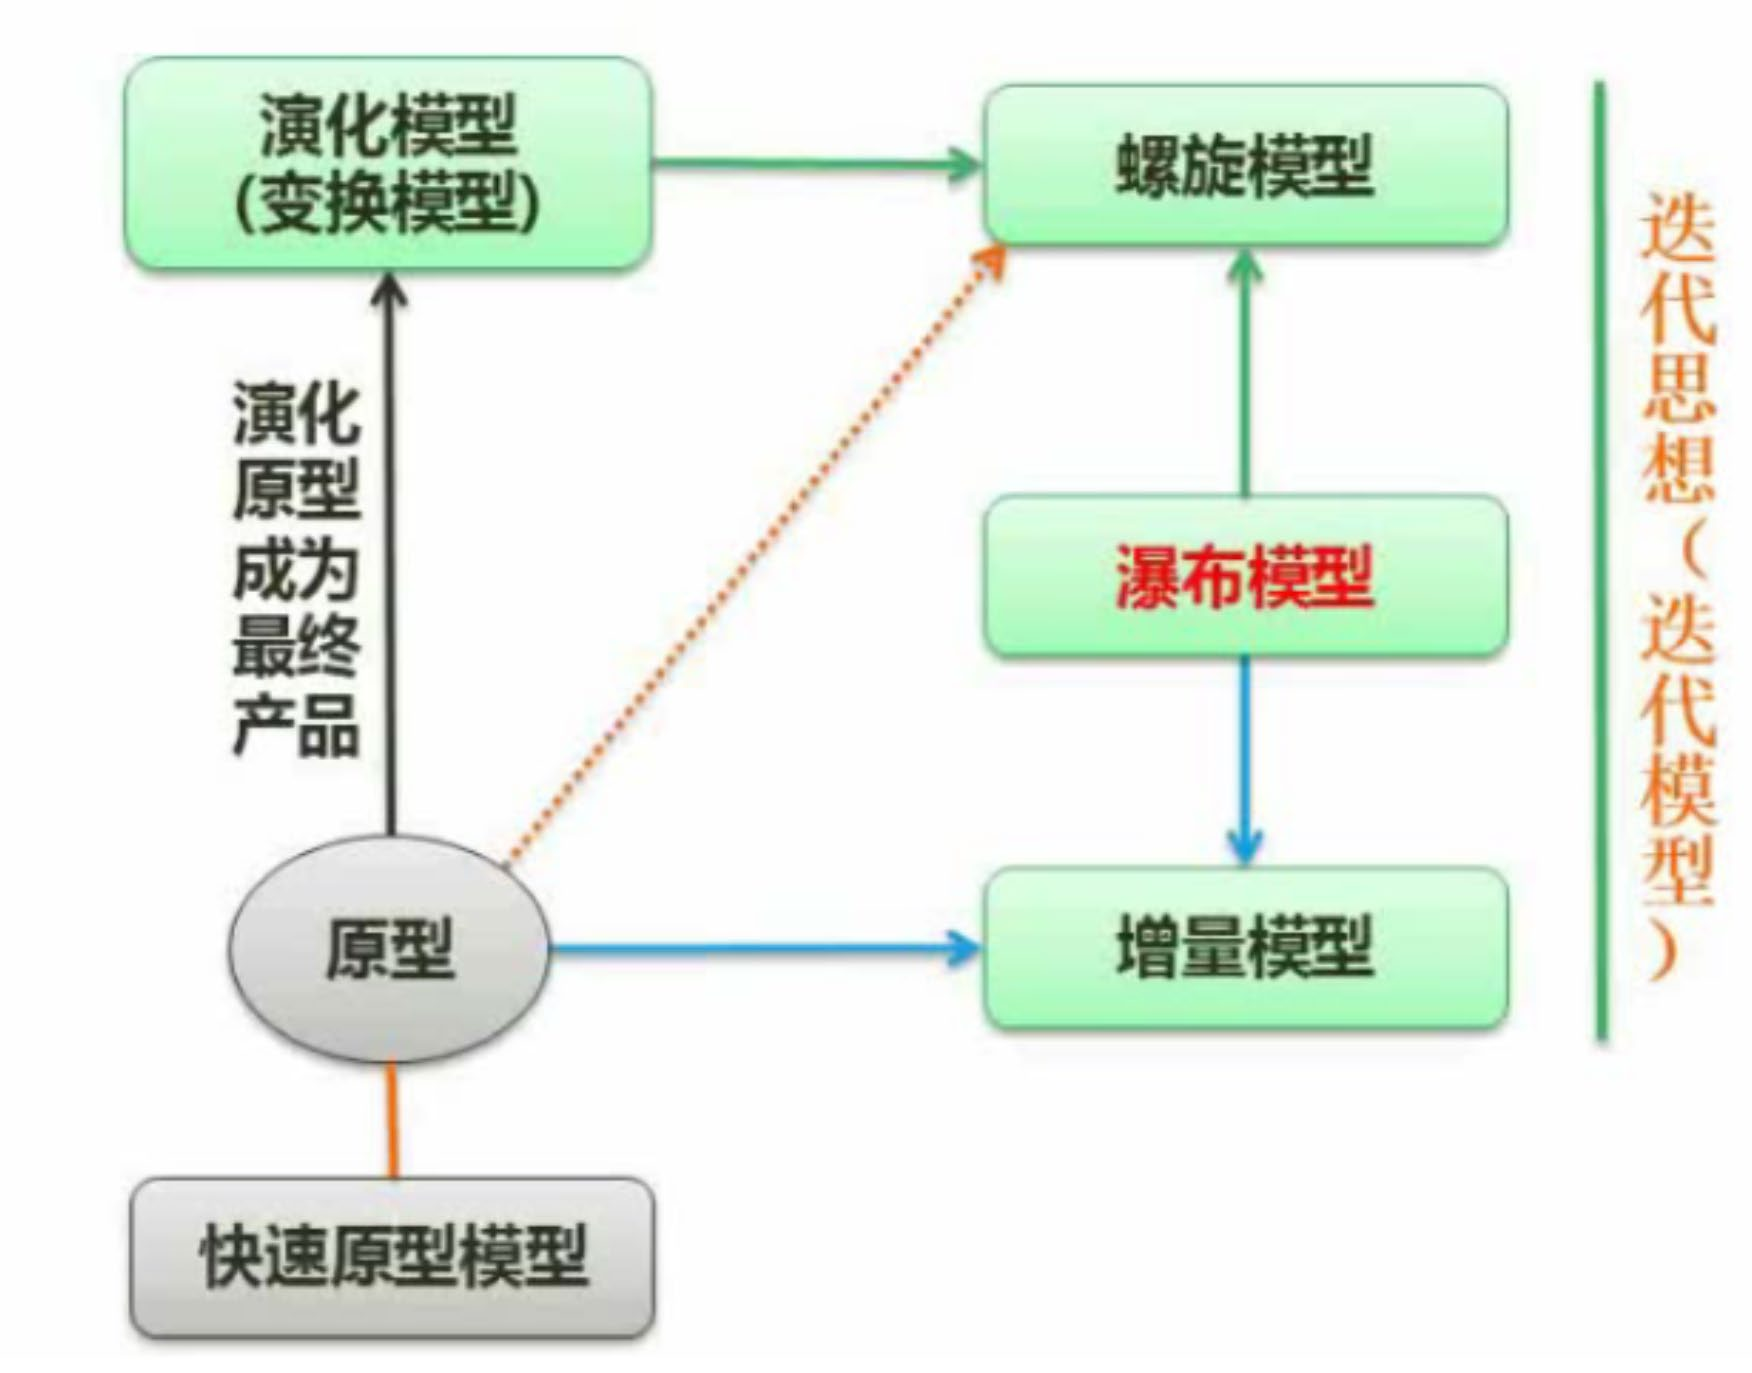 演化模型
(变换模型)
螺旋模型
迭代思想(迭代模型)
演化
原型
成为
最终
产品
瀑布模型
原型
增量模型
快速原型模型